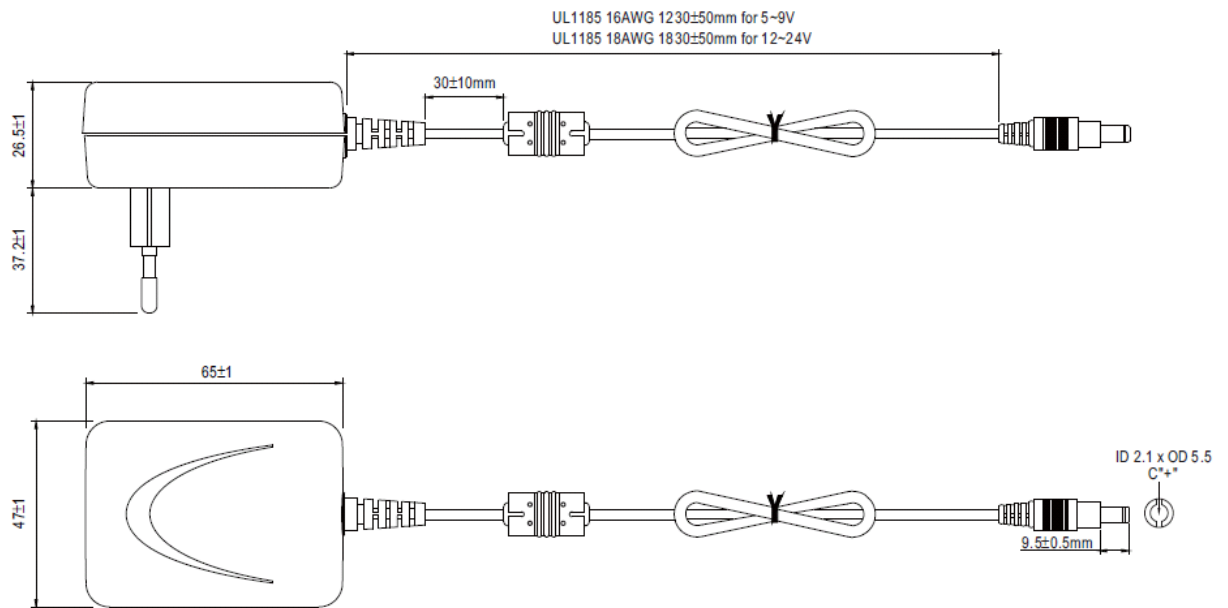 UL1185 16AWG 1230±50mm for 5~9V
UL1185 18AWG 1830±50mm for 12~24V
30±10mm
26.5±1
37.2±1
65±1
47±1
ID 2.1 x OD 5.5
C"+"
9.5±0.5mm